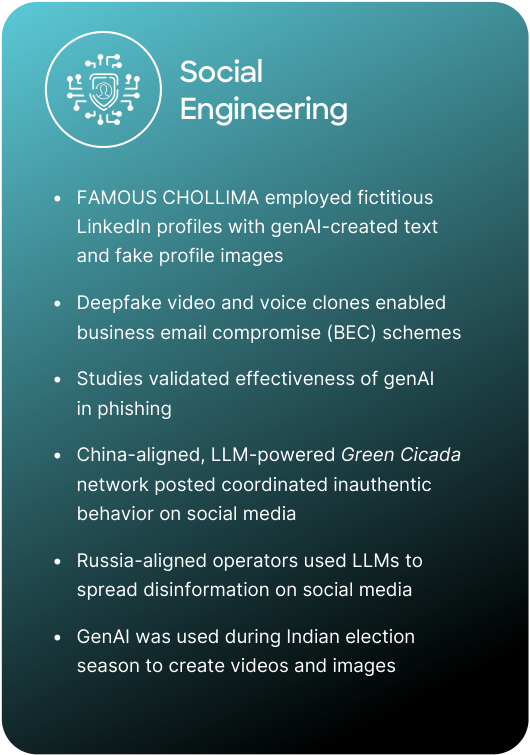 Social
Engineering
• FAMOUS CHOLLIMA employed fictitious
LinkedIn profiles with genAI-created text
and fake profile images
• Deepfake video and voice clones enabled
business email compromise (BEC) schemes
• Studies validated effectiveness of genAI
in phishing
• China-aligned, LLM-powered Green Cicada
network posted coordinated inauthentic
behavior on social media
• Russia-aligned operators used LLMs to
spread disinformation on social media
• GenAI was used during Indian election
season to create videos and images